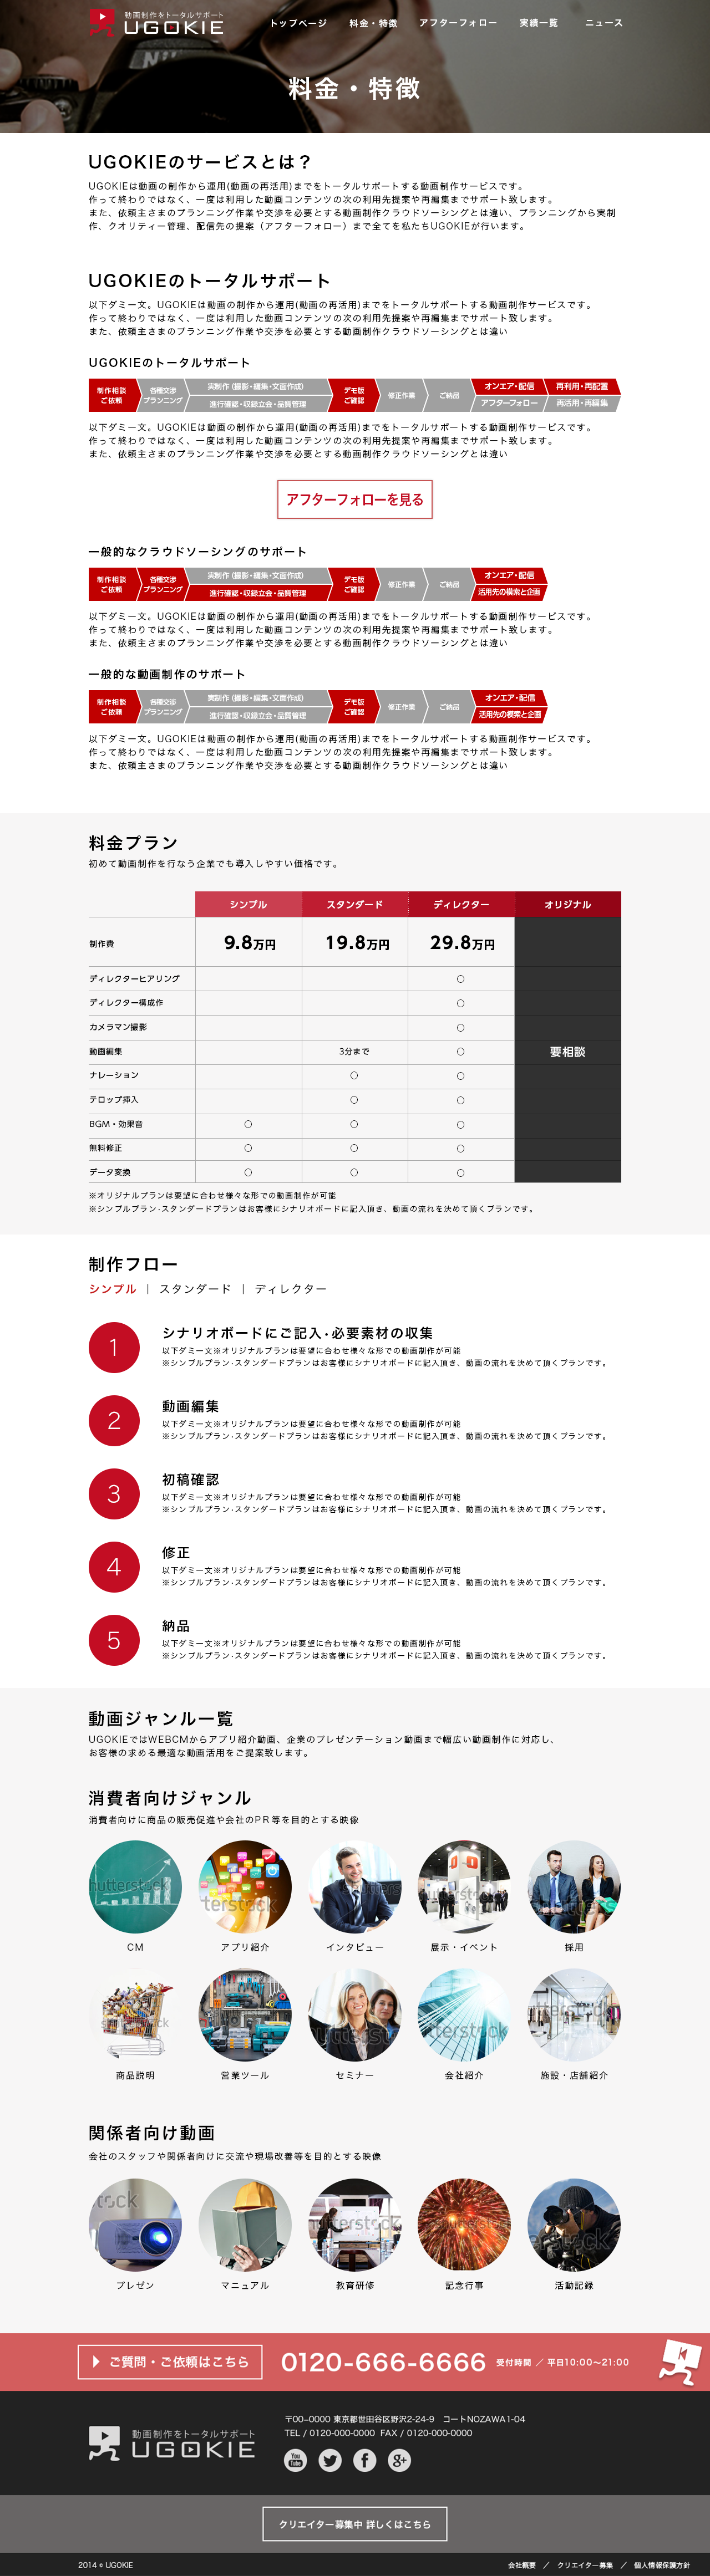 動画制作をトータルサポート
UGOKIE
トップページ 料金・特徴 アフターフォロー 実績一覧 ニュース
料金・特徴
UGOKIEのサービスとは？
UGOKIEは動画の制作から運用(動画の再活用)までをトータルサポートする動画制作サービスです。
作って終わりではなく、一度は利用した動画コンテンツの次の利用先提案や再編集までサポート致します。
また、依頼主さまのプランニング作業や交渉を必要とする動画制作クラウドソーシングとは違い、プランニングから実制
作、クオリティー管理、配信先の提案（アフターフォロー）まで全てを私たちUGOKIEが行います。
UGOKIEのトータルサポート
以下ダミー文。UGOKIEは動画の制作から運用(動画の再活用)までをトータルサポートする動画制作サービスです。
作って終わりではなく、一度は利用した動画コンテンツの次の利用先提案や再編集までサポート致します。
また、依頼主さまのプランニング作業や交渉を必要とする動画制作クラウドソーシングとは違い
UGOKIEのトータルサポート
制作相談 各種交渉 実制作（撮影・編集・文面作成） デモ版 修正作業 ご納品 オンエア・配信 再利用・再配置
ご依頼 プランニング 進行確認・収録立会・品質管理 ご確認 アフターフォロー 再活用・再編集
以下ダミー文。UGOKIEは動画の制作から運用(動画の再活用)までをトータルサポートする動画制作サービスです。
作って終わりではなく、一度は利用した動画コンテンツの次の利用先提案や再編集までサポート致します。
また、依頼主さまのプランニング作業や交渉を必要とする動画制作クラウドソーシングとは違い
アフターフォローを見る
一般的なクラウドソーシングのサポート
制作相談 各種交渉 実制作（撮影・編集・文面作成） デモ版 修正作業 ご納品 オンエア・配信
ご依頼 プランニング 進行確認・収録立会・品質管理 ご確認 活用先の模索と企画
以下ダミー文。UGOKIEは動画の制作から運用(動画の再活用)までをトータルサポートする動画制作サービスです。
作って終わりではなく、一度は利用した動画コンテンツの次の利用先提案や再編集までサポート致します。
また、依頼主さまのプランニング作業や交渉を必要とする動画制作クラウドソーシングとは違い
一般的な動画制作のサポート
制作相談 各種交渉 実制作（撮影・編集・文面作成） デモ版 修正作業 ご納品 オンエア・配信
ご依頼 プランニング 進行確認・収録立会・品質管理 ご確認 活用先の模索と企画
以下ダミー文。UGOKIEは動画の制作から運用(動画の再活用)までをトータルサポートする動画制作サービスです。
作って終わりではなく、一度は利用した動画コンテンツの次の利用先提案や再編集までサポート致します。
また、依頼主さまのプランニング作業や交渉を必要とする動画制作クラウドソーシングとは違い
料金プラン
初めて動画制作を行なう企業でも導入しやすい価格です。
シンプル スタンダード ディレクター オリジナル
制作費 9.8万円 19.8万円 29.8万円
ディレクターヒアリング ○
ディレクター構成作 ○
カメラマン撮影 ○
動画編集 3分まで ○ 要相談
ナレーション ○ ○
テロップ挿入 ○ ○
BGM・効果音 ○ ○ ○
無料修正 ○ ○ ○
データ変換 ○ ○ ○
※オリジナルプランは要望に合わせ様々な形での動画制作が可能
※シンプルプラン・スタンダードプランはお客様にシナリオボードに記入頂き、動画の流れを決めて頂くプランです。
制作フロー
シンプル ｜ スタンダード ｜ ディレクター
1 シナリオボードにご記入・必要素材の収集
以下ダミー文※オリジナルプランは要望に合わせ様々な形での動画制作が可能
※シンプルプラン・スタンダードプランはお客様にシナリオボードに記入頂き、動画の流れを決めて頂くプランです。
2 動画編集
以下ダミー文※オリジナルプランは要望に合わせ様々な形での動画制作が可能
※シンプルプラン・スタンダードプランはお客様にシナリオボードに記入頂き、動画の流れを決めて頂くプランです。
3 初稿確認
以下ダミー文※オリジナルプランは要望に合わせ様々な形での動画制作が可能
※シンプルプラン・スタンダードプランはお客様にシナリオボードに記入頂き、動画の流れを決めて頂くプランです。
4 修正
以下ダミー文※オリジナルプランは要望に合わせ様々な形での動画制作が可能
※シンプルプラン・スタンダードプランはお客様にシナリオボードに記入頂き、動画の流れを決めて頂くプランです。
5 納品
以下ダミー文※オリジナルプランは要望に合わせ様々な形での動画制作が可能
※シンプルプラン・スタンダードプランはお客様にシナリオボードに記入頂き、動画の流れを決めて頂くプランです。
動画ジャンル一覧
UGOKIEではWEBCMからアプリ紹介動画、企業のプレゼンテーション動画まで幅広い動画制作に対応し、
お客様の求める最適な動画活用をご提案致します。
消費者向けジャンル
消費者向けに商品の販売促進や会社のPR等を目的とする映像
CM アプリ紹介 インタビュー 展示・イベント 採用
商品説明 営業ツール セミナー 会社紹介 施設・店舗紹介
関係者向け動画
会社のスタッフや関係者向けに交流や現場改善等を目的とする映像
プレゼン マニュアル 教育研修 記念行事 活動記録
ご質問・ご依頼はこちら 0120-666-6666 受付時間 ／ 平日10:00〜21:00
動画制作をトータルサポート
UGOKIE
〒00-0000 東京都世田谷区野沢2-24-9 コートNOZAWA1-04
TEL / 0120-000-0000 FAX / 0120-000-0000
You Tube
クリエイター募集中 詳しくはこちら
2014 © UGOKIE 会社概要 ／ クリエイター募集 ／ 個人情報保護方針